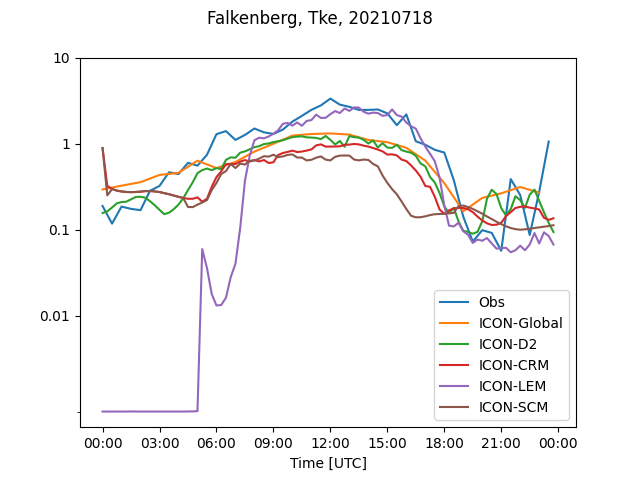 Falkenberg, Tke, 20210718
10
1
0.1
0.01
Obs
ICON-Global
ICON-D2
ICON-CRM
ICON-LEM
ICON-SCM
00:00 03:00 06:00 09:00 12:00 15:00 18:00 21:00 00:00
Time [UTC]